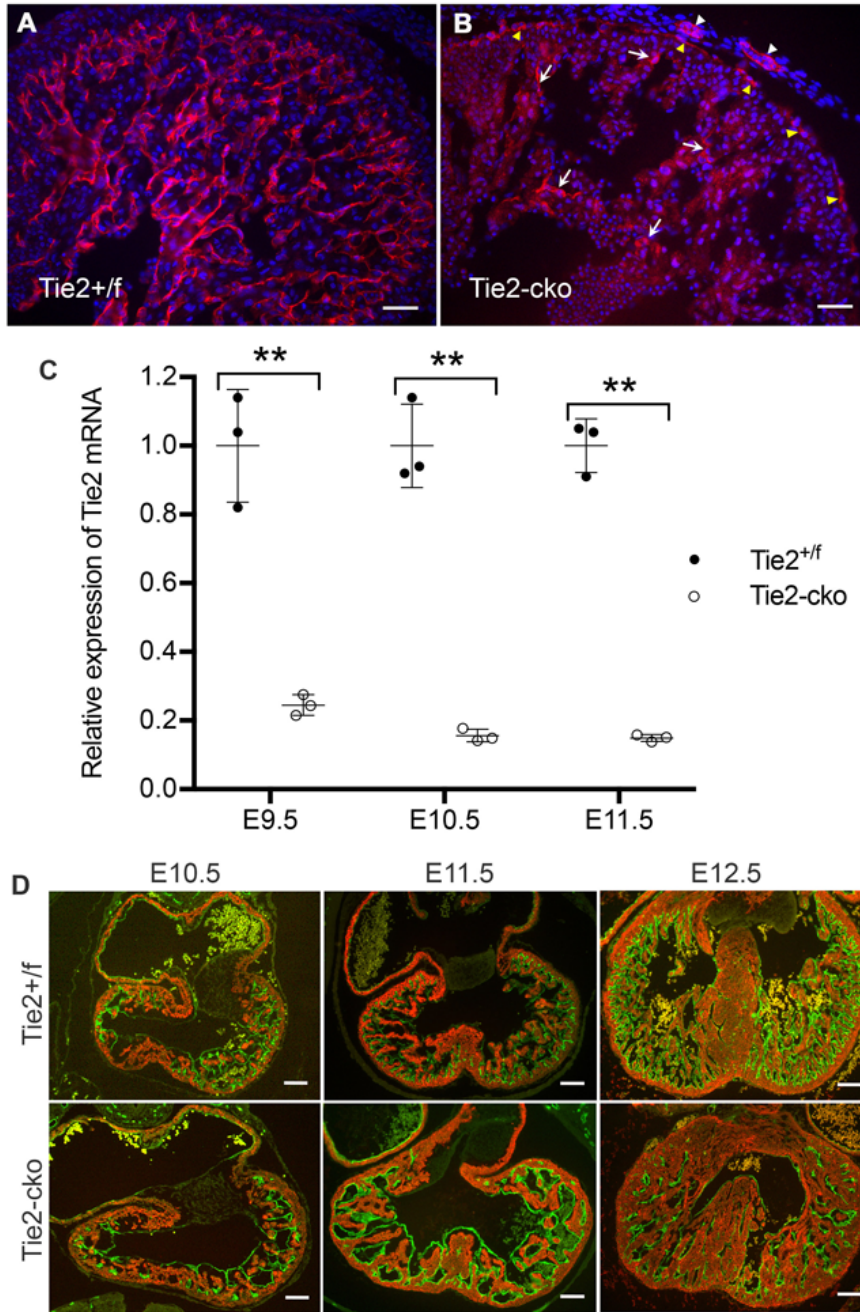 A
B
Tie2+/f
Tie2-cko
C
Relative expression of Tie2 mRNA
1.2
1.0
0.8
0.6
0.4
0.2
0.0
**
**
**
E9.5
E10.5
E11.5
Tie2+/f
Tie2-cko
D
E10.5
E11.5
E12.5
Tie2+/f
Tie2-cko